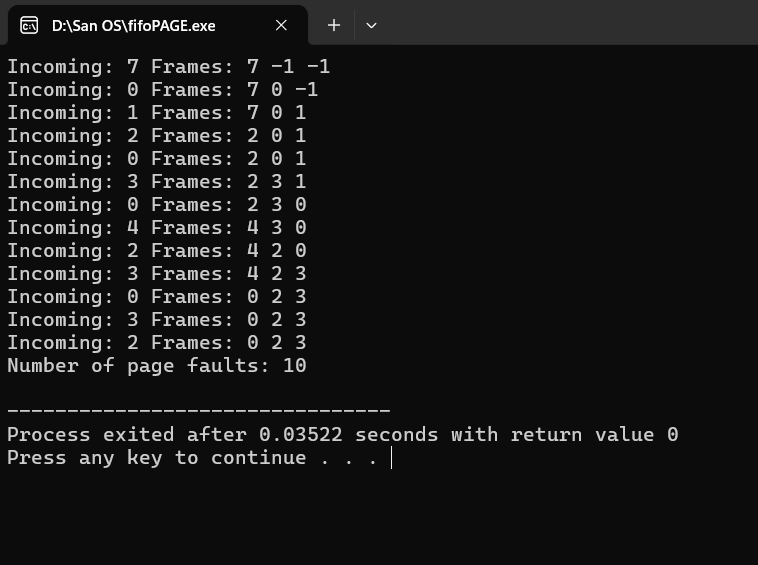 D:\San OS\fifoPAGE.exe
Incoming: 7 Frames: 7 -1 -1
Incoming: 0 Frames: 7 0 -1
Incoming: 1 Frames: 7 0 1
Incoming: 2 Frames: 2 0 1
Incoming: 0 Frames: 2 0 1
Incoming: 3 Frames: 2 3 1
Incoming: 0 Frames: 2 3 0
Incoming: 4 Frames: 4 3 0
Incoming: 2 Frames: 4 2 0
Incoming: 3 Frames: 4 2 3
Incoming: 0 Frames: 0 2 3
Incoming: 3 Frames: 0 2 3
Incoming: 2 Frames: 0 2 3
Number of page faults: 10
--------------------------------
Process exited after 0.03522 seconds with return value 0
Press any key to continue . . .